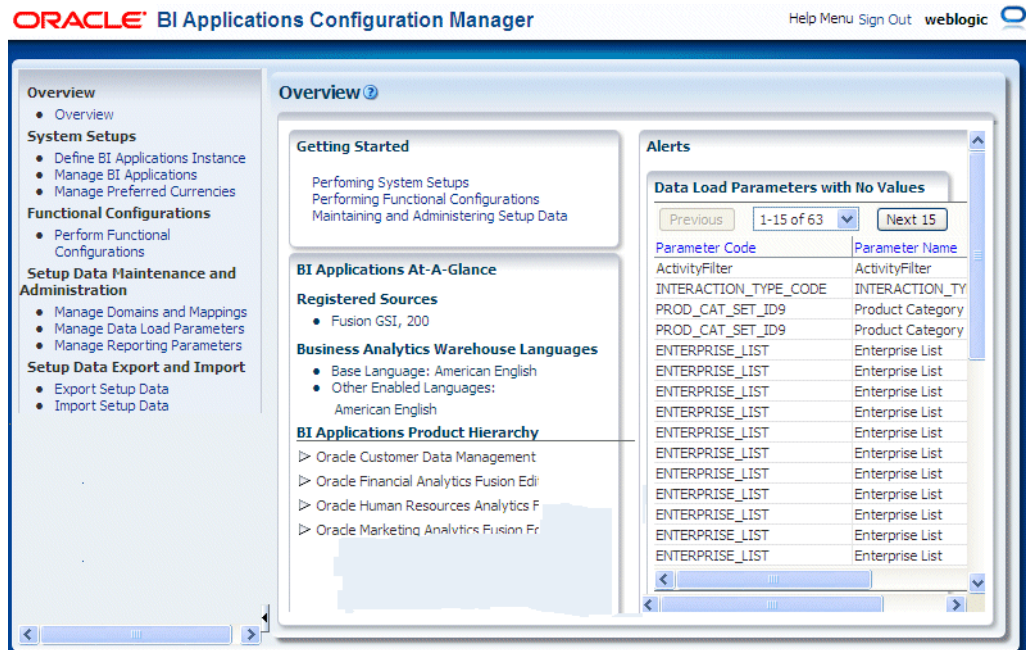 ORACLE BI Applications Configuration Manager
Help Menu Sign Out weblogic
Overview
Overview
System Setups
Define BI Applications Instance
Manage BI Applications
Manage Preferred Currencies
Functional Configurations
Perform Functional
Configurations
Setup Data Maintenance and
Administration
Manage Domains and Mappings
Manage Data Load Parameters
Manage Reporting Parameters
Setup Data Export and Import
Export Setup Data
Import Setup Data
Overview
Getting Started
Perfoming System Setups
Performing Functional Configurations
Maintaining and Administering Setup Data
BI Applications At-A-Glance
Registered Sources
Fusion GSI, 200
Business Analytics Warehouse Languages
Base Language: American English
Other Enabled Languages:
American English
BI Applications Product Hierarchy
Oracle Customer Data Management
Oracle Financial Analytics Fusion Edi
Oracle Human Resources Analytics F
Oracle Marketing Analytics Fusion
Alerts
Data Load Parameters with No Values
Previous 1-15 of 63 Next 15
Parameter Code Parameter Name
ActivityFilter ActivityFilter
INTERACTION_TYPE_CODE INTERACTION_TY
PROD_CAT_SET_ID9 Product Category
PROD_CAT_SET_ID9 Product Category
ENTERPRISE_LIST Enterprise List
ENTERPRISE_LIST Enterprise List
ENTERPRISE_LIST Enterprise List
ENTERPRISE_LIST Enterprise List
ENTERPRISE_LIST Enterprise List
ENTERPRISE_LIST Enterprise List
ENTERPRISE_LIST Enterprise List
ENTERPRISE_LIST Enterprise List
ENTERPRISE_LIST Enterprise List
ENTERPRISE_LIST Enterprise List
ENTERPRISE_LIST Enterprise List